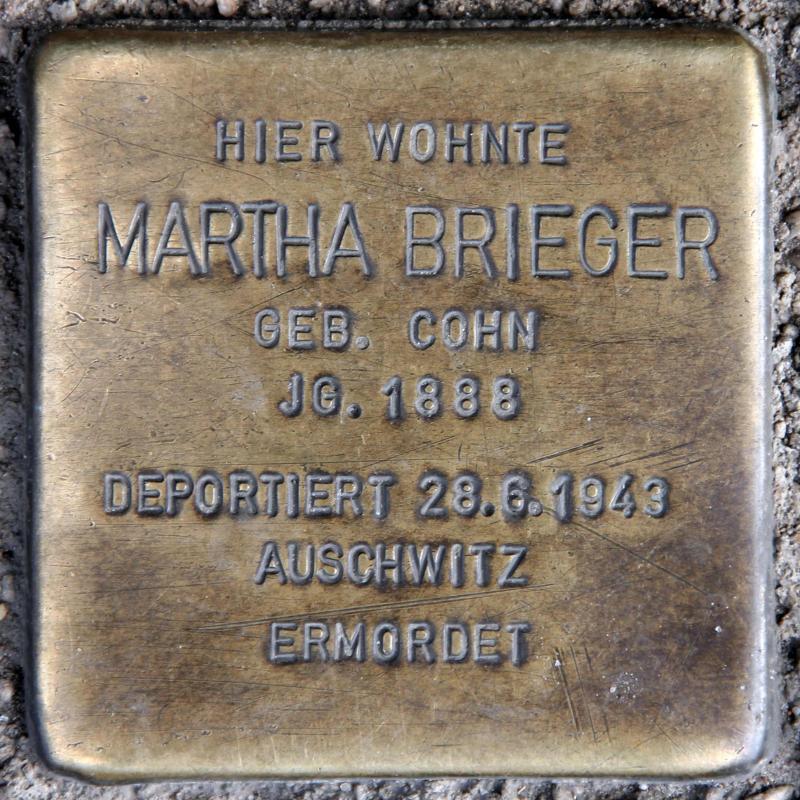 HIER WOHNTE
MARTHA BRIEGER
GEB. COHN
JG. 1888
DEPORTIERT 28.6.1943
AUSCHWITZ
ERMORDET